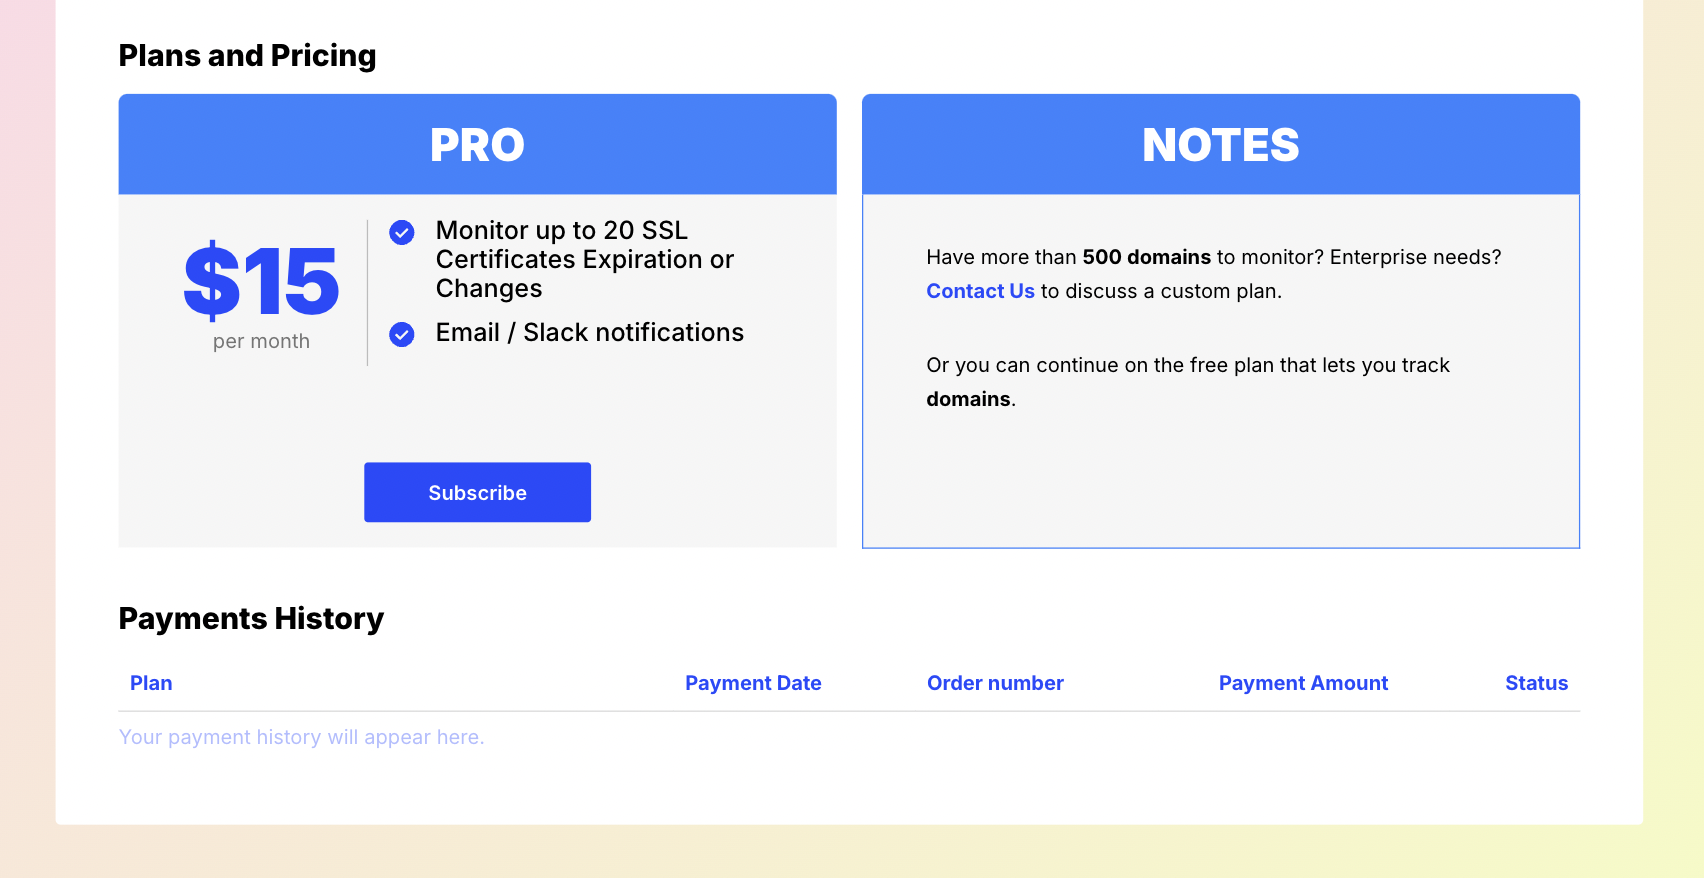 Plans and Pricing
PRO
$15
per month
Monitor up to 20 SSL
Certificates Expiration or
Changes
Email / Slack notifications
Subscribe
NOTES
Have more than 500 domains to monitor? Enterprise needs?
Contact Us to discuss a custom plan.
Or you can continue on the free plan that lets you track
domains.
Payments History
Plan Payment Date Order number Payment Amount Status
Your payment history will appear here.